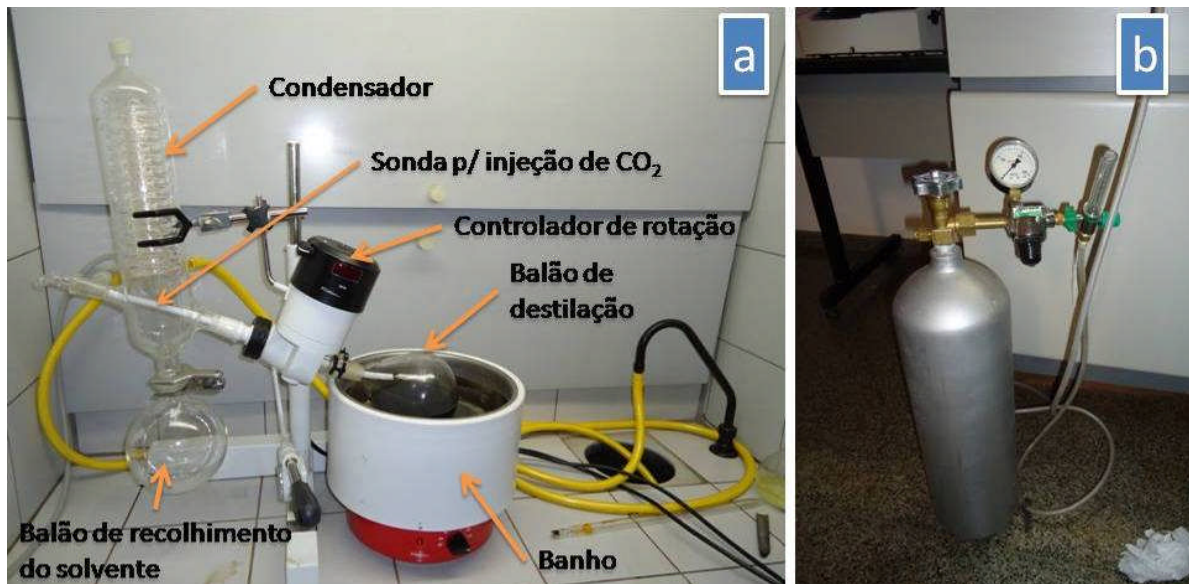 a
b
Condensador
Sonda p/ injeção de CO₂
Controlador de rotação
Balão de
destilação
Balão de recolhimento
do solvente
Banho